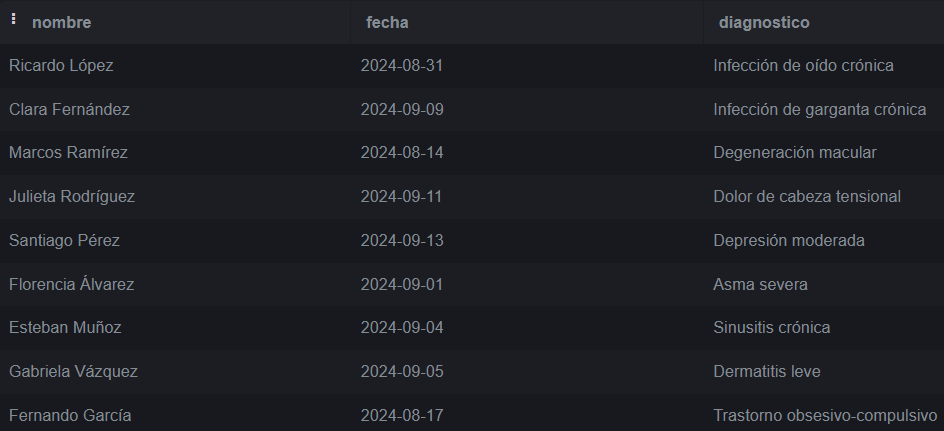 nombre fecha diagnostico
Ricardo López 2024-08-31 Infección de oído crónica
Clara Fernández 2024-09-09 Infección de garganta crónica
Marcos Ramírez 2024-08-14 Degeneración macular
Julieta Rodríguez 2024-09-11 Dolor de cabeza tensional
Santiago Pérez 2024-09-13 Depresión moderada
Florencia Álvarez 2024-09-01 Asma severa
Esteban Muñoz 2024-09-04 Sinusitis crónica
Gabriela Vázquez 2024-09-05 Dermatitis leve
Fernando García 2024-08-17 Trastorno obsesivo-compulsivo